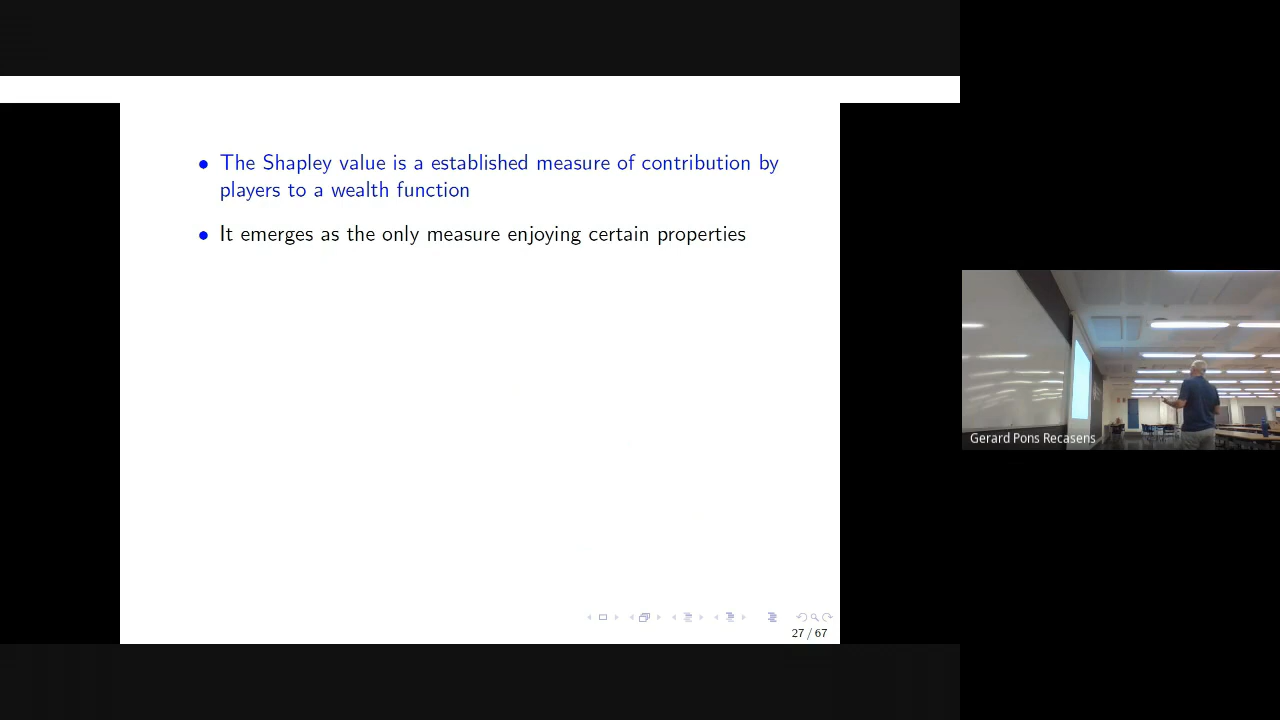 The Shapley value is a established measure of contribution by
players to a wealth function
It emerges as the only measure enjoying certain properties
27 / 67
Gerard Pons Recasens